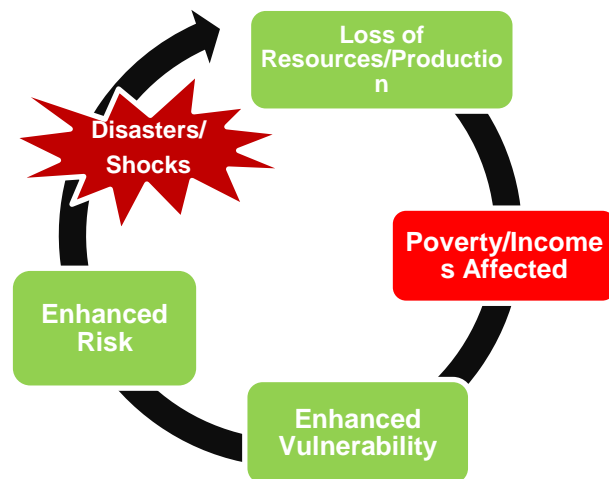 Loss of
Resources/Productio
n
Disasters/
Shocks
Poverty/Income
s Affected
Enhanced
Risk
Enhanced
Vulnerability